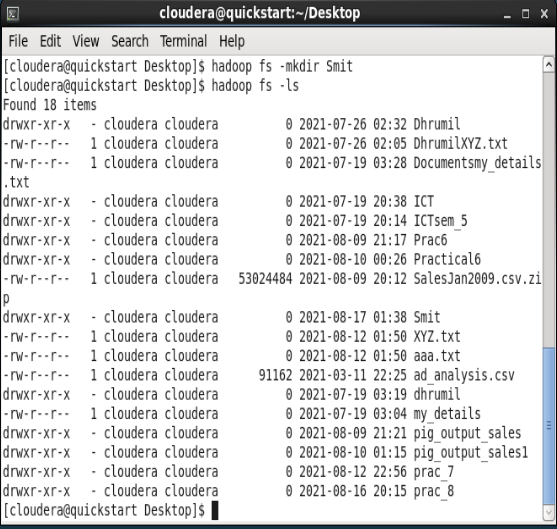 cloudera@quickstart:~/Desktop
File Edit View Search Terminal Help
[cloudera@quickstart Desktop]$ hadoop fs -mkdir Smit
[cloudera@quickstart Desktop]$ hadoop fs -ls
Found 18 items
drwxr-xr-x   - cloudera cloudera          0 2021-07-26 02:32 Dhrumil
-rw-r--r--   1 cloudera cloudera          0 2021-07-26 02:05 DhrumilXYZ.txt
-rw-r--r--   1 cloudera cloudera          0 2021-07-19 03:28 Documentsmy_details
.txt
drwxr-xr-x   - cloudera cloudera          0 2021-07-19 20:38 ICT
drwxr-xr-x   - cloudera cloudera          0 2021-07-19 20:14 ICTsem_5
drwxr-xr-x   - cloudera cloudera          0 2021-08-09 21:17 Prac6
drwxr-xr-x   - cloudera cloudera          0 2021-08-10 00:26 Practical6
-rw-r--r--   1 cloudera cloudera   53024484 2021-08-09 20:12 SalesJan2009.csv.zi
p
drwxr-xr-x   - cloudera cloudera          0 2021-08-17 01:38 Smit
-rw-r--r--   1 cloudera cloudera          0 2021-08-12 01:50 XYZ.txt
-rw-r--r--   1 cloudera cloudera          0 2021-08-12 01:50 aaa.txt
-rw-r--r--   1 cloudera cloudera      91162 2021-03-11 22:25 ad_analysis.csv
drwxr-xr-x   - cloudera cloudera          0 2021-07-19 03:19 dhrumil
-rw-r--r--   1 cloudera cloudera          0 2021-07-19 03:04 my_details
drwxr-xr-x   - cloudera cloudera          0 2021-08-09 21:21 pig_output_sales
drwxr-xr-x   - cloudera cloudera          0 2021-08-10 01:15 pig_output_sales1
drwxr-xr-x   - cloudera cloudera          0 2021-08-12 22:56 prac_7
drwxr-xr-x   - cloudera cloudera          0 2021-08-16 20:15 prac_8
[cloudera@quickstart Desktop]$